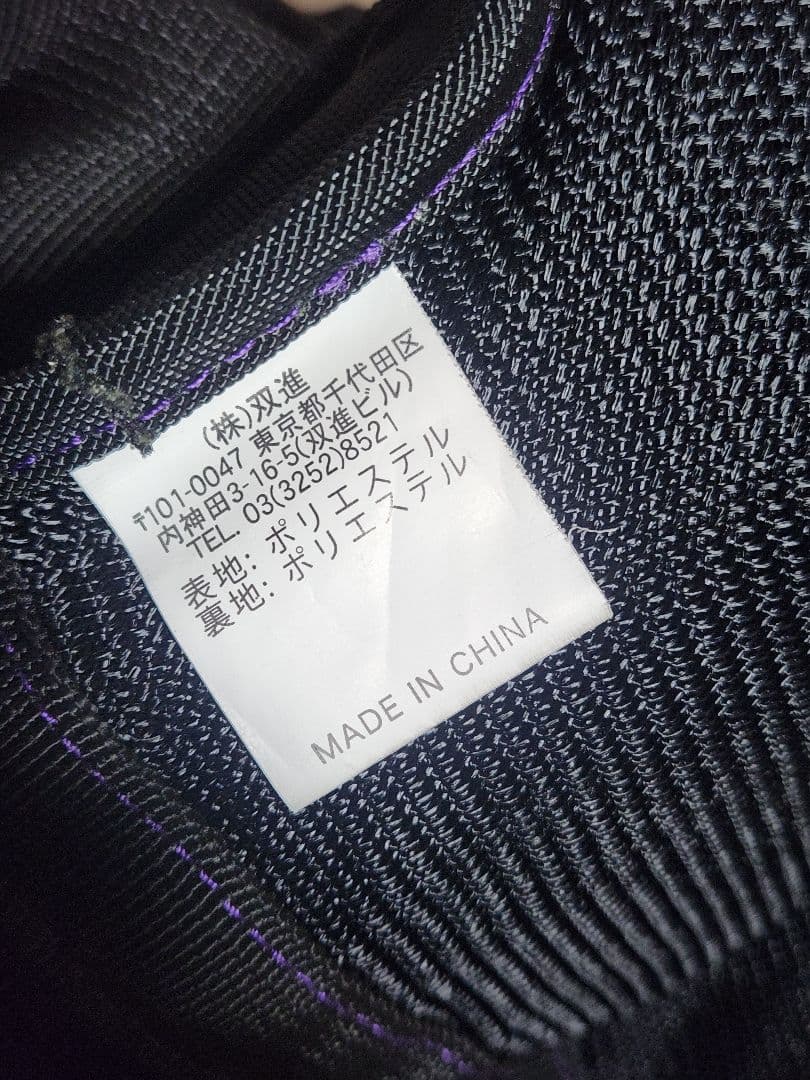 (株)双進
〒101-0047 東京都千代田区
内神田3-16-5(双進ビル)
TEL. 03(3252)8521
表地: ポリエステル
裏地: ポリエステル
MADE IN CHINA